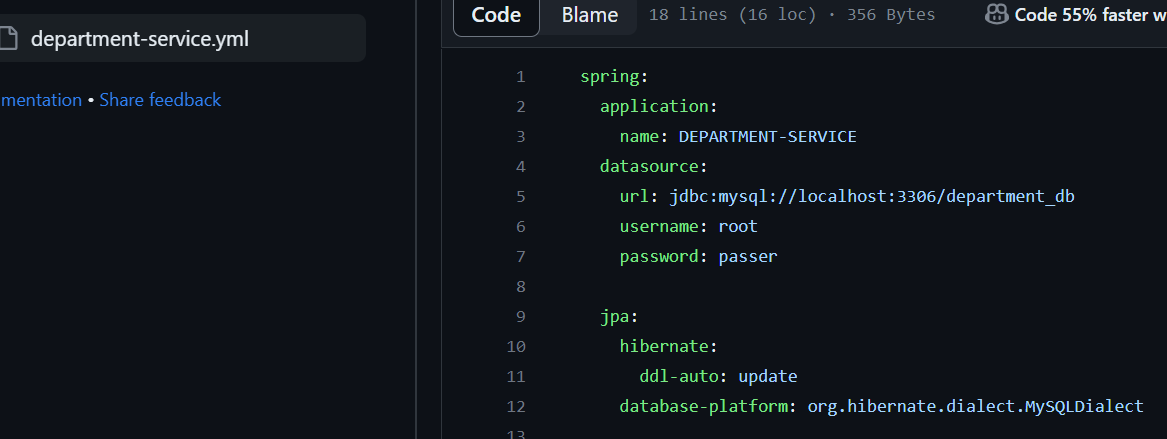 department-service.yml
mentation • Share feedback
Code Blame 18 lines (16 loc) · 356 Bytes Code 55% faster w
1 spring:
2 application:
3 name: DEPARTMENT-SERVICE
4 datasource:
5 url: jdbc:mysql://localhost:3306/department_db
6 username: root
7 password: passer
8
9 jpa:
10 hibernate:
11 ddl-auto: update
12 database-platform: org.hibernate.dialect.MySQLDialect
13